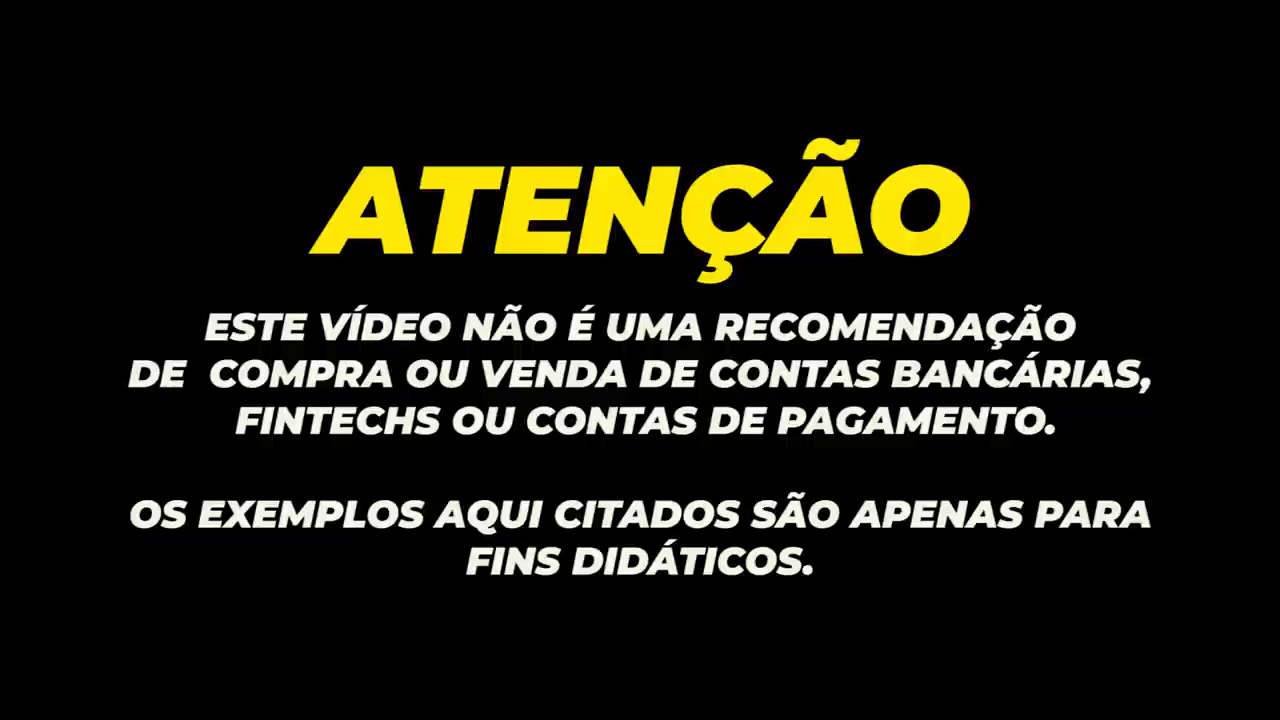 ATENÇÃO
ESTE VÍDEO NÃO É UMA RECOMENDAÇÃO
DE COMPRA OU VENDA DE CONTAS BANCÁRIAS,
FINTECHS OU CONTAS DE PAGAMENTO.
OS EXEMPLOS AQUI CITADOS SÃO APENAS PARA
FINS DIDÁTICOS.